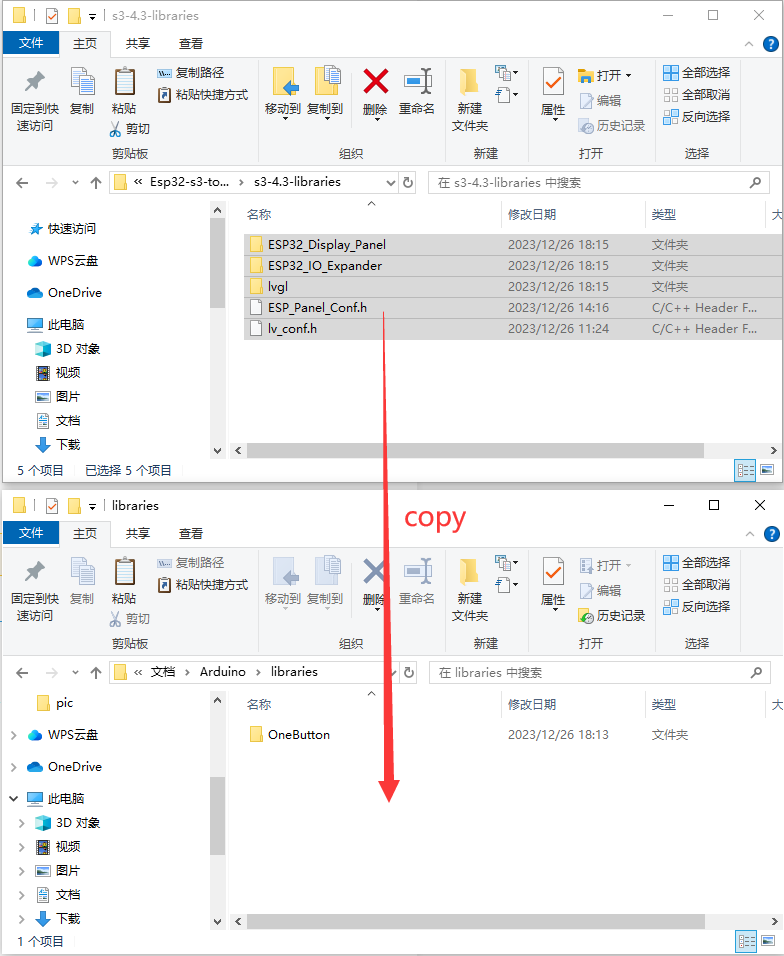 s3-4.3-libraries
文件 主页 共享 查看
固定到快速访问
复制
粘贴
复制路径
粘贴快捷方式
剪切
剪贴板
移动到 复制到 删除 重命名
组织
新建文件夹
新建
属性
打开
编辑
历史记录
打开
全部选择
全部取消
反向选择
选择
« Esp32-s3-to... › s3-4.3-libraries
在 s3-4.3-libraries 中搜索
名称 修改日期 类型 大
快速访问
WPS云盘
OneDrive
此电脑
3D 对象
视频
图片
文档
下载
ESP32_Display_Panel 2023/12/26 18:15 文件夹
ESP32_IO_Expander 2023/12/26 18:15 文件夹
lvgl 2023/12/26 18:15 文件夹
ESP_Panel_Conf.h 2023/12/26 14:16 C/C++ Header F...
lv_conf.h 2023/12/26 11:24 C/C++ Header F...
5 个项目 已选择 5 个项目
copy
libraries
文件 主页 共享 查看
固定到快速访问
复制
粘贴
复制路径
粘贴快捷方式
剪切
剪贴板
移动到 复制到 删除 重命名
组织
新建文件夹
新建
属性
打开
编辑
历史记录
打开
全部选择
全部取消
反向选择
选择
« 文档 › Arduino › libraries
在 libraries 中搜索
名称 修改日期 类型 大
pic
WPS云盘
OneDrive
此电脑
3D 对象
视频
图片
文档
下载
OneButton 2023/12/26 18:13 文件夹
1 个项目